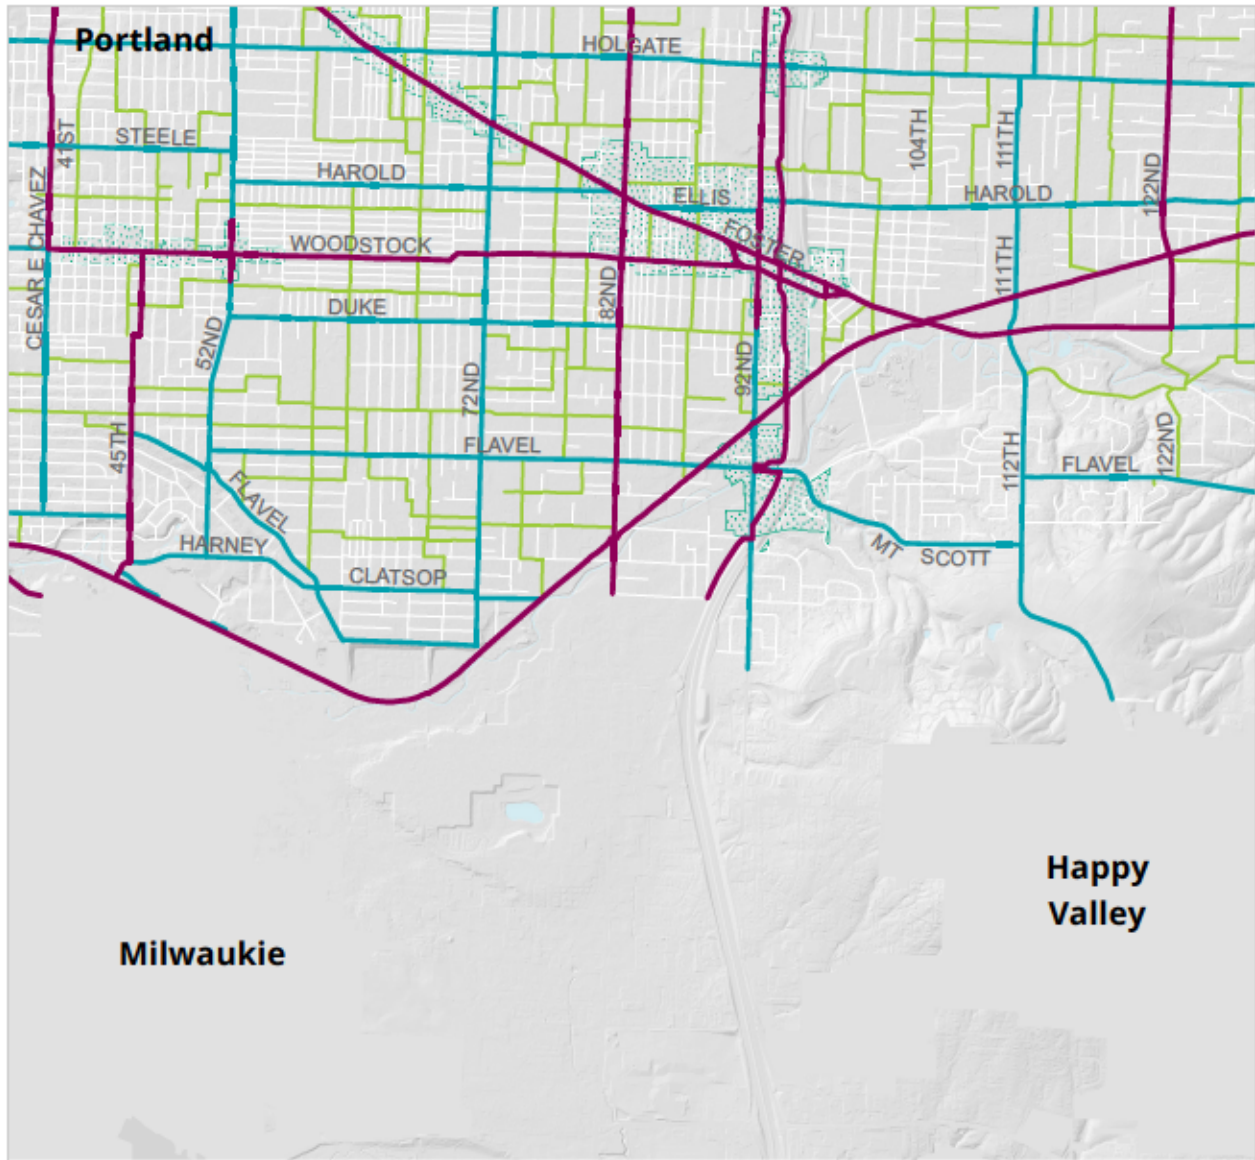 Portland
HOLGATE
41ST
STEELE
104TH
111TH
122ND
HAROLD
HAROLD
ELLIS
CESAR E CHAVEZ
WOODSTOCK
FOSTER
111TH
82ND
DUKE
52ND
92ND
72ND
45TH
FLAVEL
112TH
FLAVEL
122ND
FLAVEL
HARNEY
MT SCOTT
CLATSOP
Happy
Valley
Milwaukie